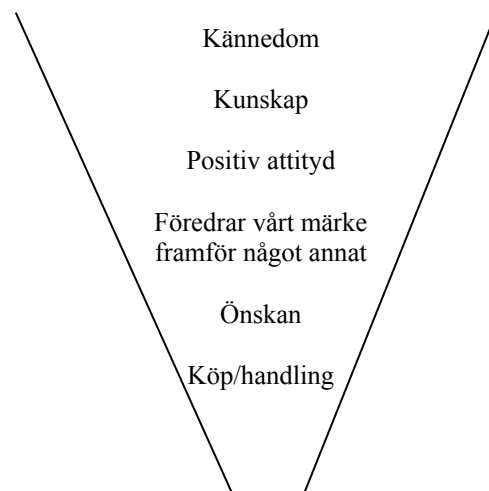 Kännedom
Kunskap
Positiv attityd
Föredrar vårt märke
framför något annat
Önskan
Köp/handling